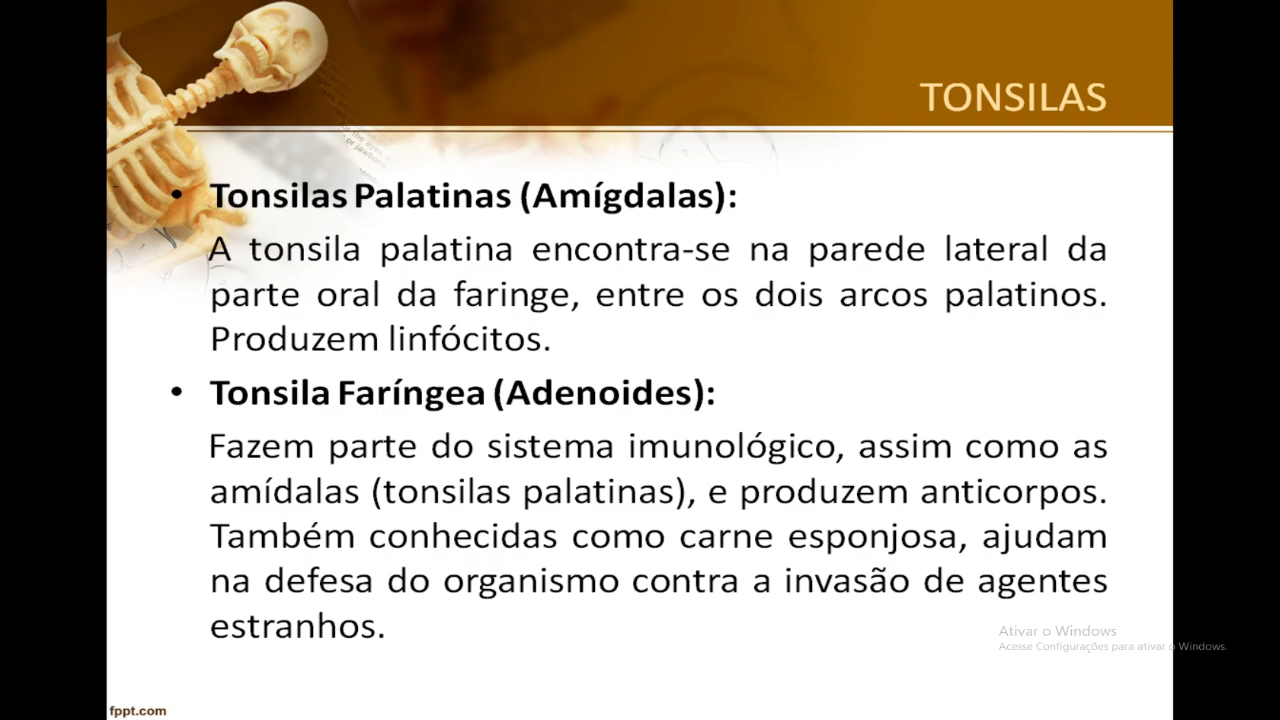 TONSILAS
• Tonsilas Palatinas (Amígdalas):
A tonsila palatina encontra-se na parede lateral da
parte oral da faringe, entre os dois arcos palatinos.
Produzem linfócitos.
• Tonsila Faríngea (Adenoides):
Fazem parte do sistema imunológico, assim como as
amídalas (tonsilas palatinas), e produzem anticorpos.
Também conhecidas como carne esponjosa, ajudam
na defesa do organismo contra a invasão de agentes
estranhos.
Ativar o Windows
Acesse Configurações para ativar o Windows.
fppt.com